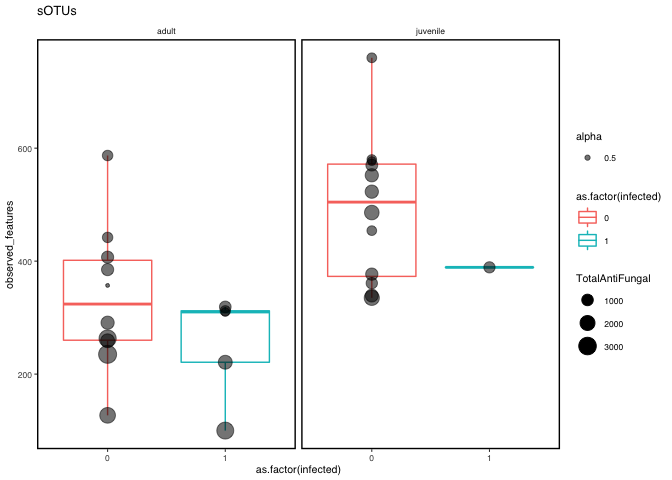 sOTUs
adult
juvenile
observed_features
600
400
200
0
1
0
1
as.factor(infected)
alpha
0.5
as.factor(infected)
0
1
TotalAntiFungal
1000
2000
3000